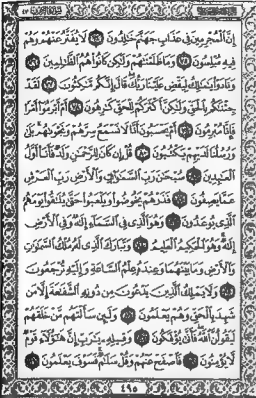 إن المجرمين في عذاب جهنم خالدون ٧٤ لا يفتر عنهم وهم
فيه مبلسون ٧٥ وما ظلمناهم ولكن كانوا هم الظالمين ٧٦
ونادوا يا مالك ليقض علينا ربك قال إنكم ماكثون ٧٧ لقد
جئناكم بالحق ولكن أكثركم للحق كارهون ٧٨ أم أبرموا أمرا
فإنا مبرمون ٧٩ أم يحسبون أنا لا نسمع سرهم ونجواهم بلى
ورسلنا لديهم يكتبون ٨٠ قل إن كان للرحمن ولد فأنا أول
العابدين ٨١ سبحان رب السماوات والأرض رب العرش
عما يصفون ٨٢ فذرهم يخوضوا ويلعبوا حتى يلاقوا يومهم
الذي يوعدون ٨٣ وهو الذي في السماء إله وفي الأرض
إله وهو الحكيم العليم ٨٤ وتبارك الذي له ملك السماوات
والأرض وما بينهما وعنده علم الساعة وإليه ترجعون
٨٥ ولا يملك الذين يدعون من دونه الشفاعة إلا من
شهد بالحق وهم يعلمون ٨٦ ولئن سألتهم من خلقهم
ليقولن الله فأنى يؤفكون ٨٧ وقيله يا رب إن هؤلاء قوم
لا يؤمنون ٨٨ فاصفح عنهم وقل سلام فسوف يعلمون ٨٩
٤٩٥